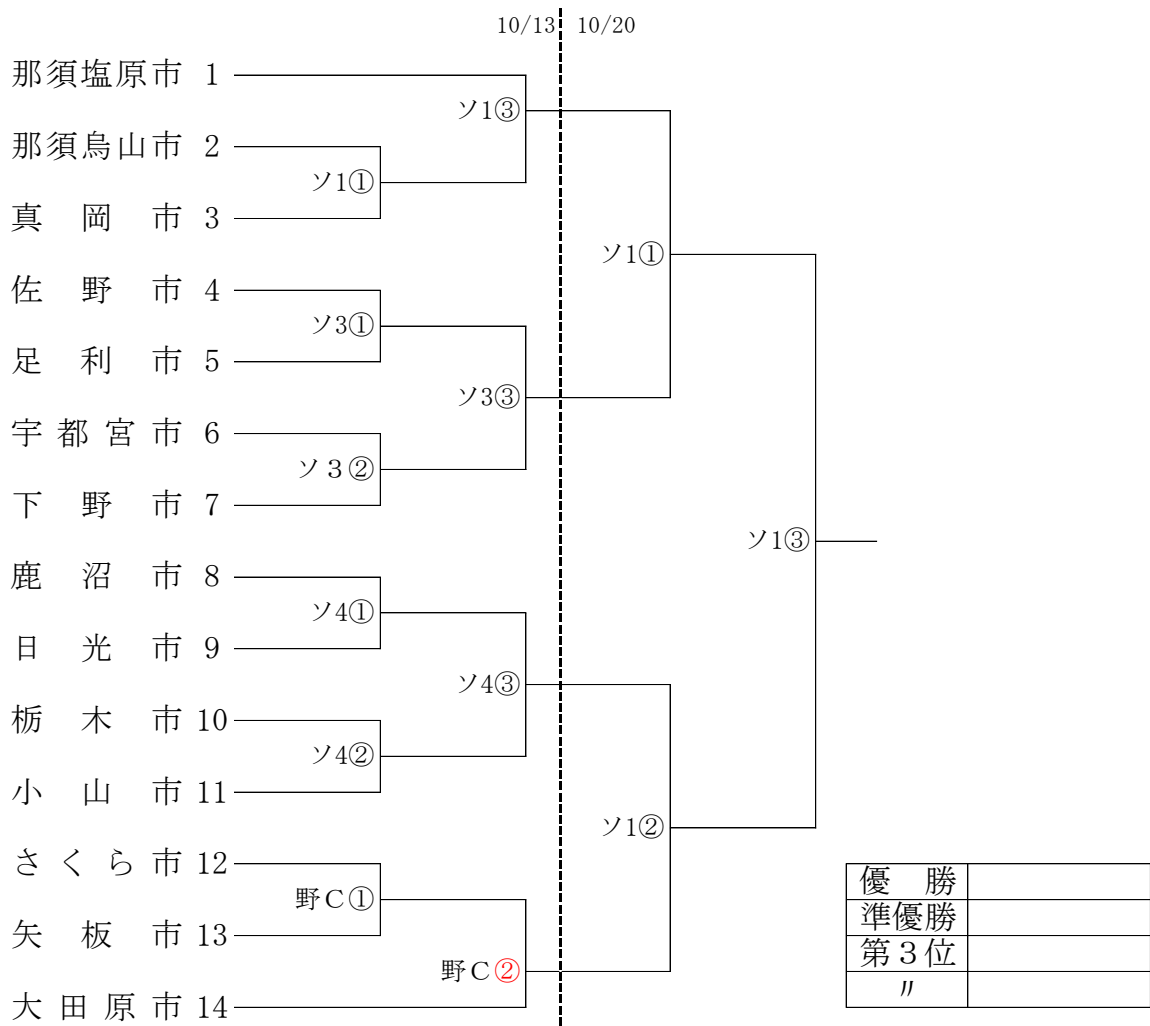 10/13 10/20
那須塩原市 1
ソ1③
那須烏山市 2
ソ1①
真岡市 3
ソ1①
佐野市 4
ソ3①
足利市 5
ソ3③
宇都宮市 6
ソ3②
下野市 7
ソ1③
鹿沼市 8
ソ4①
日光市 9
ソ4③
栃木市 10
ソ4②
小山市 11
ソ1②
さくら市 12
野C①
矢板市 13
野C②
大田原市 14
優勝
準優勝
第3位
〃